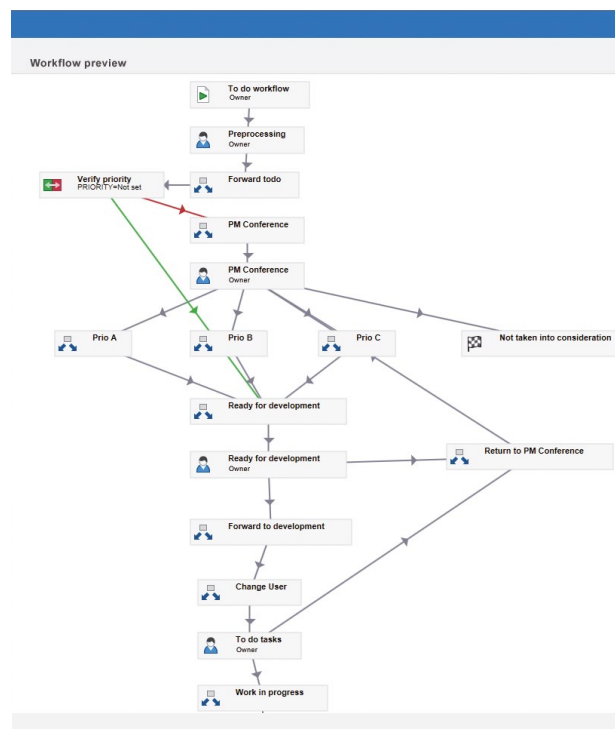 Workflow preview
To do workflow
Owner
Preprocessing
Owner
Verify priority
PRIORITY=Not set
Forward todo
PM Conference
PM Conference
Owner
Prio A
Prio B
Prio C
Not taken into consideration
Ready for development
Ready for development
Owner
Return to PM Conference
Forward to development
Change User
To do tasks
Owner
Work in progress